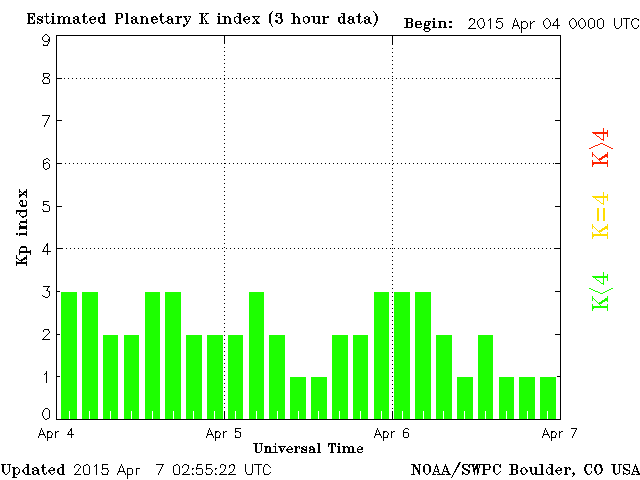 Estimated Planetary K index (3 hour data) Begin: 2015 Apr 04 0000 UTC
9
8
7
6
5
4
3
2
1
0
Kp index
K>4
K=4
K<4
Apr 4 Apr 5 Apr 6 Apr 7
Universal Time
Updated 2015 Apr 7 02:55:22 UTC NOAA/SWPC Boulder, CO USA